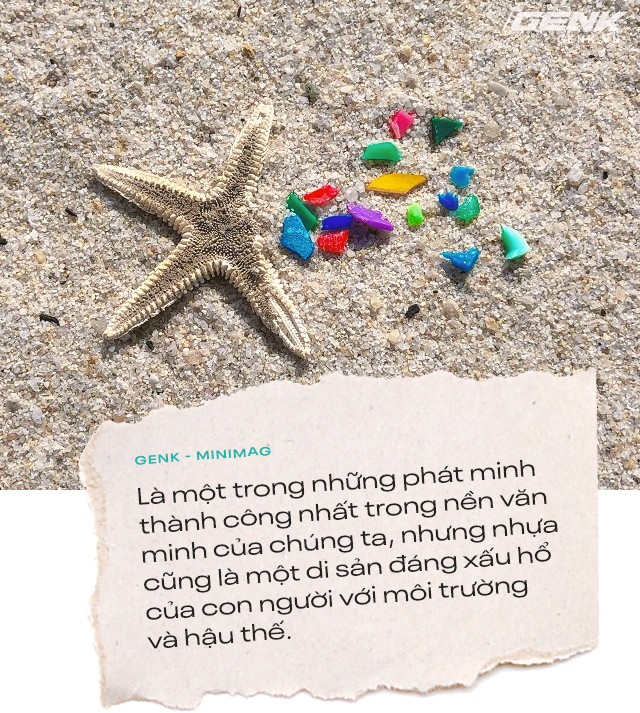 GENK
GENK - MINIMAG
Là một trong những phát minh
thành công nhất trong nền văn
minh của chúng ta, nhưng nhựa
cũng là một di sản đáng xấu hổ
của con người với môi trường
và hậu thế.